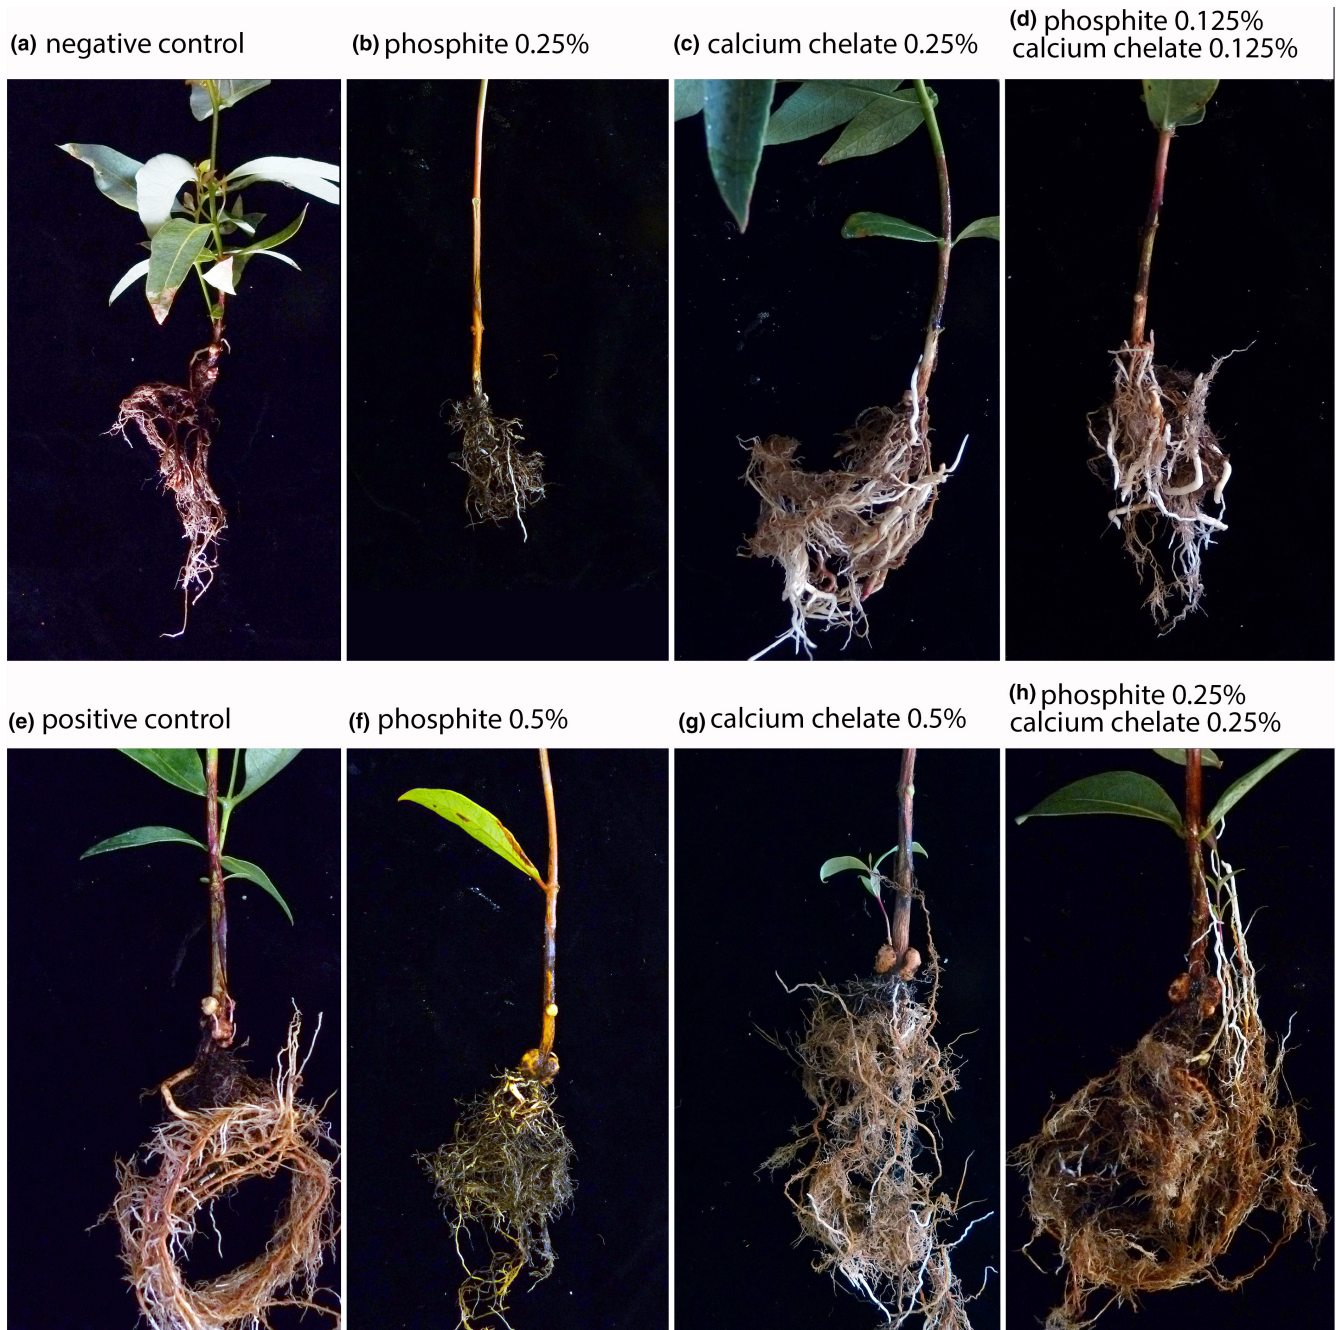 (a) negative control
(b) phosphite 0.25%
(c) calcium chelate 0.25%
(d) phosphite 0.125%
calcium chelate 0.125%
(e) positive control
(f) phosphite 0.5%
(g) calcium chelate 0.5%
(h) phosphite 0.25%
calcium chelate 0.25%